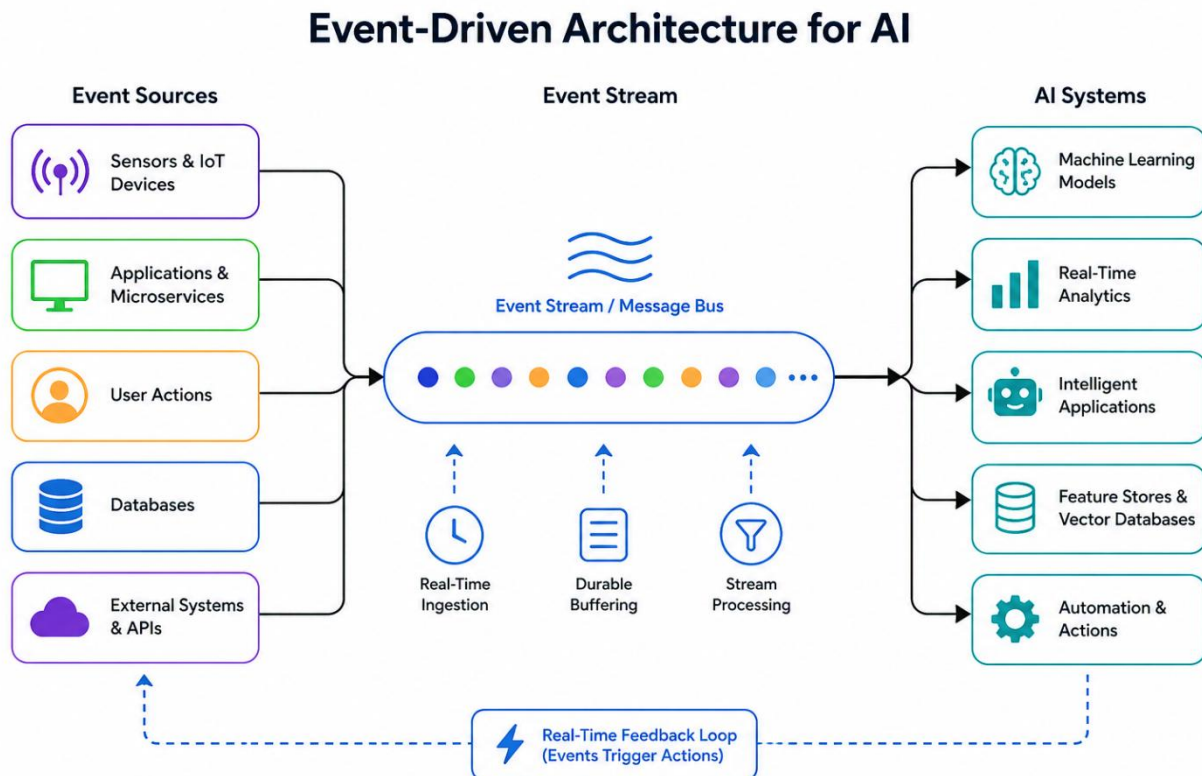 Event-Driven Architecture for AI
Event Sources
Sensors & IoT
Devices
Applications &
Microservices
User Actions
Databases
External Systems
& APIs
Event Stream
Event Stream / Message Bus
Real-Time
Ingestion
Durable
Buffering
Stream
Processing
AI Systems
Machine Learning
Models
Real-Time
Analytics
Intelligent
Applications
Feature Stores &
Vector Databases
Automation &
Actions
Real-Time Feedback Loop
(Events Trigger Actions)